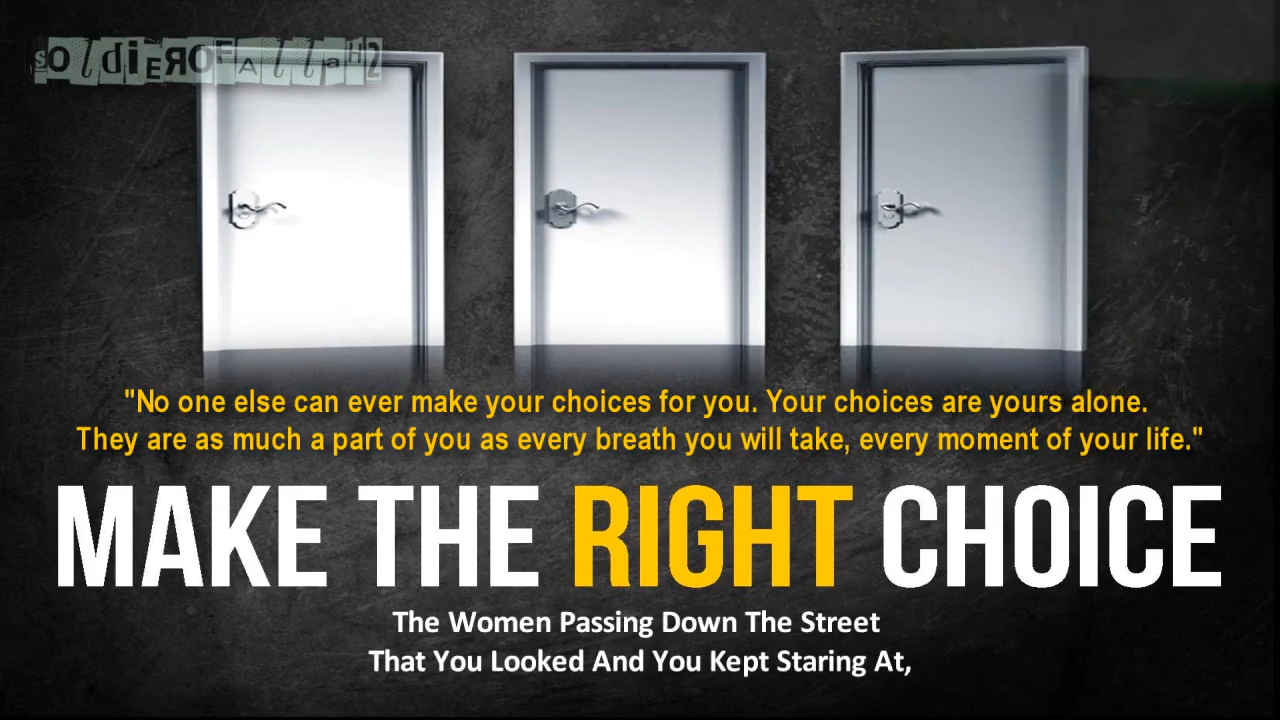 sOldiEROFAllaH2
"No one else can ever make your choices for you. Your choices are yours alone.
They are as much a part of you as every breath you will take, every moment of your life."
MAKE THE RIGHT CHOICE
The Women Passing Down The Street
That You Looked And You Kept Staring At,